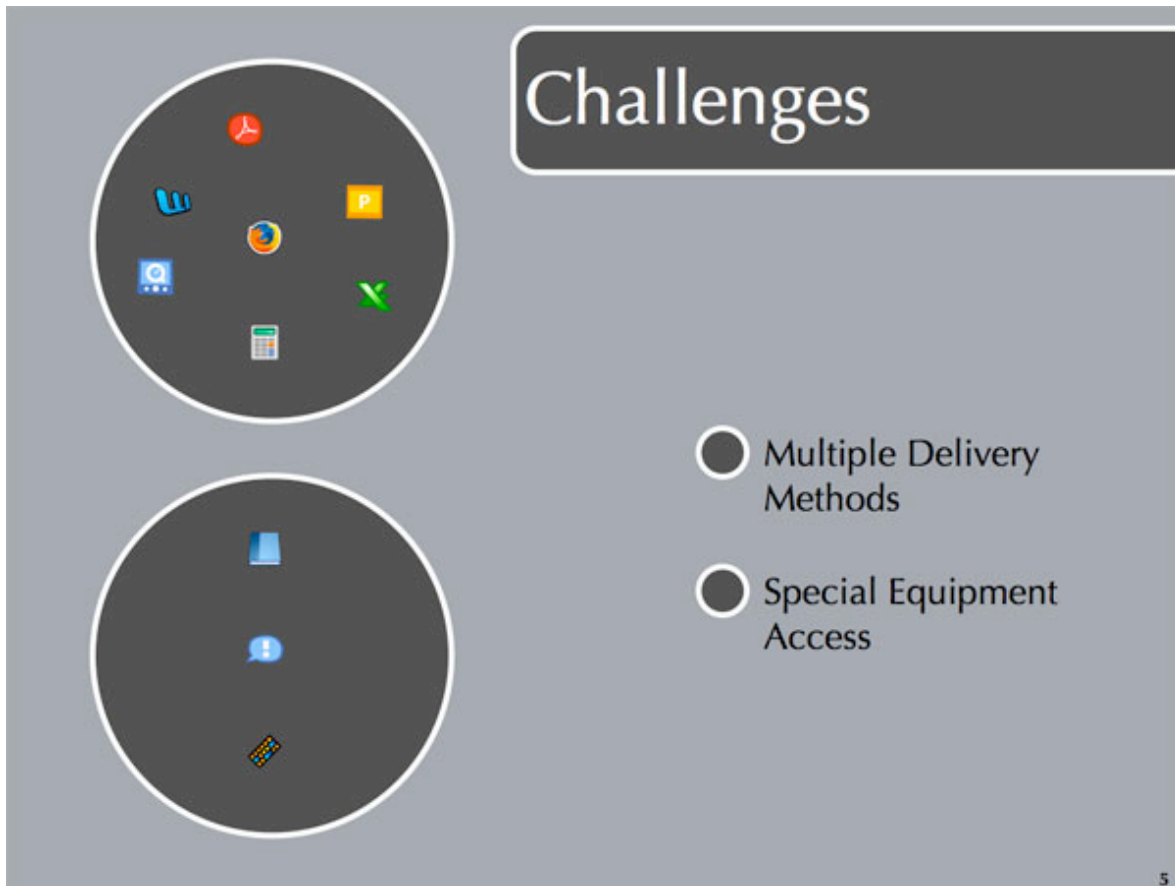 Challenges
P
Multiple Delivery
Methods
Special Equipment
Access
5